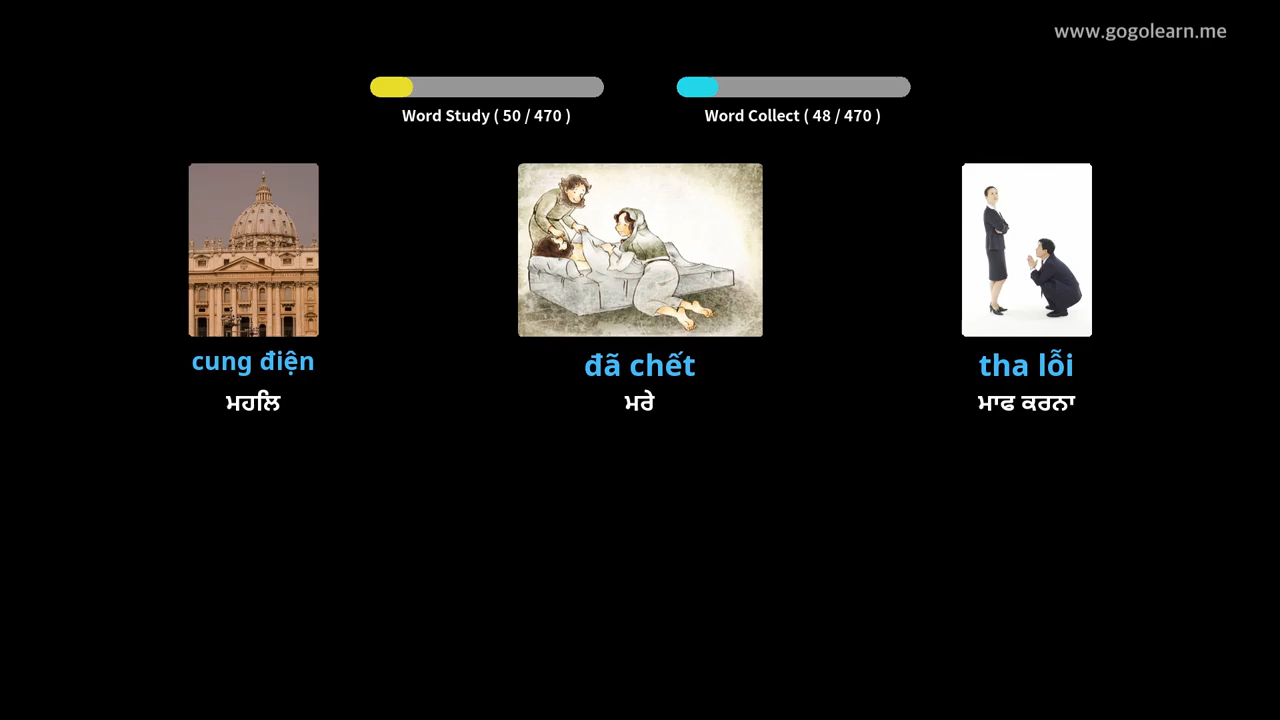 www.gogolearn.me
Word Study ( 50 / 470 )
Word Collect ( 48 / 470 )
cung điện
đã chết
tha lỗi
ਮਹਲਿ
ਮਰੇ
ਮਾਫ ਕਰਨਾ